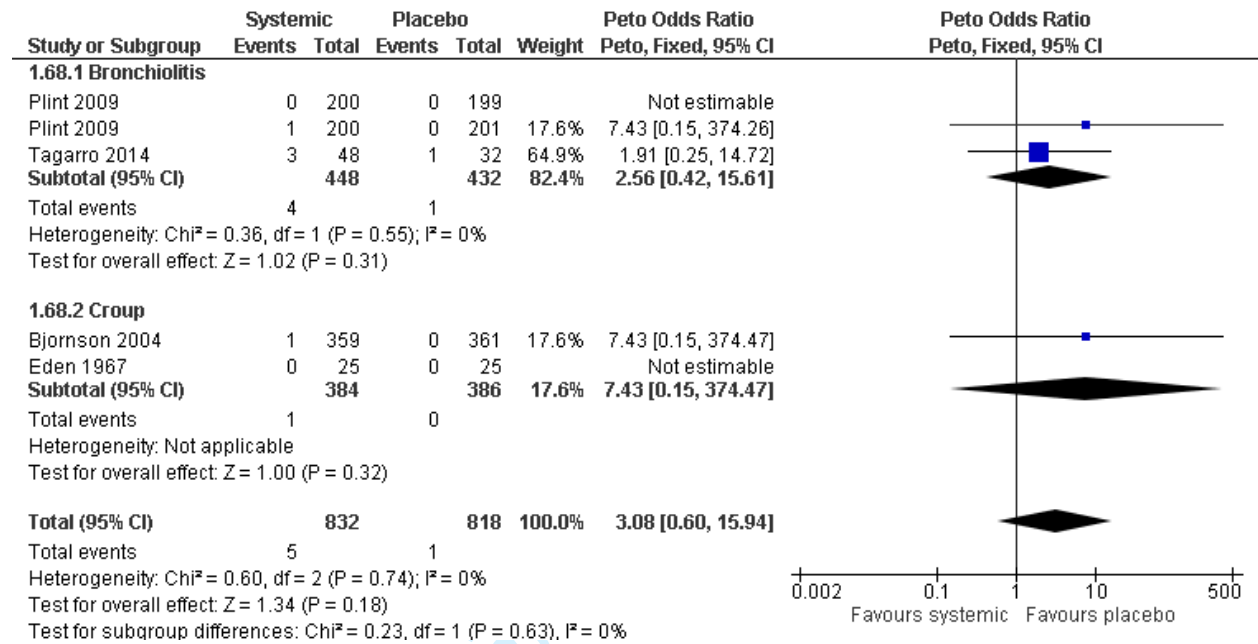 Systemic Placebo Peto Odds Ratio Peto Odds Ratio
Study or Subgroup Events Total Events Total Weight Peto, Fixed, 95% CI Peto, Fixed, 95% CI
1.68.1 Bronchiolitis
Plint 2009 0 200 0 199 Not estimable
Plint 2009 1 200 0 201 17.6% 7.43 [0.15, 374.26]
Tagarro 2014 3 48 1 32 64.9% 1.91 [0.25, 14.72]
Subtotal (95% CI) 448 432 82.4% 2.56 [0.42, 15.61]
Total events 4 1
Heterogeneity: Chi² = 0.36, df = 1 (P = 0.55); I² = 0%
Test for overall effect: Z = 1.02 (P = 0.31)
1.68.2 Croup
Bjornson 2004 1 359 0 361 17.6% 7.43 [0.15, 374.47]
Eden 1967 0 25 0 25 Not estimable
Subtotal (95% CI) 384 386 17.6% 7.43 [0.15, 374.47]
Total events 1 0
Heterogeneity: Not applicable
Test for overall effect: Z = 1.00 (P = 0.32)
Total (95% CI) 832 818 100.0% 3.08 [0.60, 15.94]
Total events 5 1
Heterogeneity: Chi² = 0.60, df = 2 (P = 0.74); I² = 0%
Test for overall effect: Z = 1.34 (P = 0.18)
Test for subgroup differences: Chi² = 0.23, df = 1 (P = 0.63), I² = 0%
0.002 0.1 1 10 500
Favours systemic Favours placebo